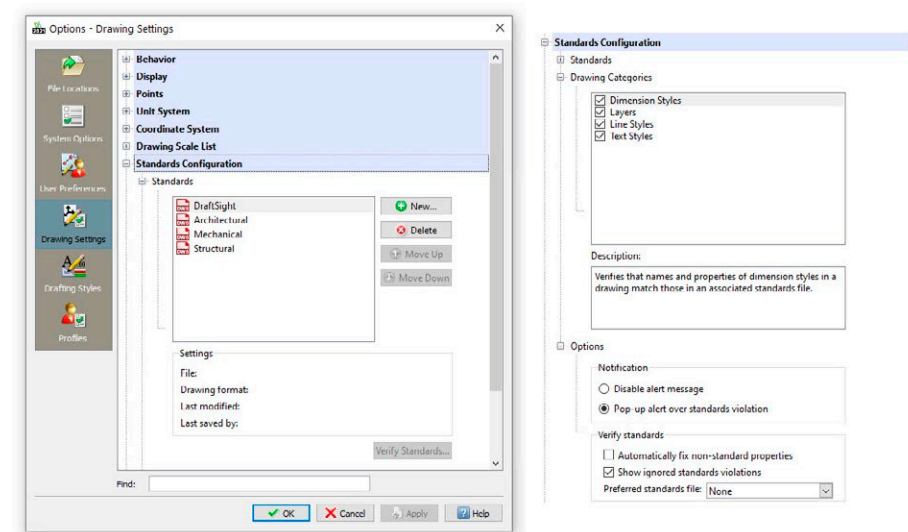 2021 Options - Drawing Settings
File Locations
System Options
User Preferences
Drawing Settings
Drafting Styles
Profiles
Behavior
Display
Points
Unit System
Coordinate System
Drawing Scale List
Standards Configuration
Standards
DraftSight
Architectural
Mechanical
Structural
New...
Delete
Move Up
Move Down
Settings
File:
Drawing format:
Last modified:
Last saved by:
Verify Standards...
Find:
OK
Cancel
Apply
Help
Standards Configuration
Standards
Drawing Categories
Dimension Styles
Layers
Line Styles
Text Styles
Description:
Verifies that names and properties of dimension styles in a
drawing match those in an associated standards file.
Options
Notification
Disable alert message
Pop-up alert over standards violation
Verify standards
Automatically fix non-standard properties
Show ignored standards violations
Preferred standards file: None